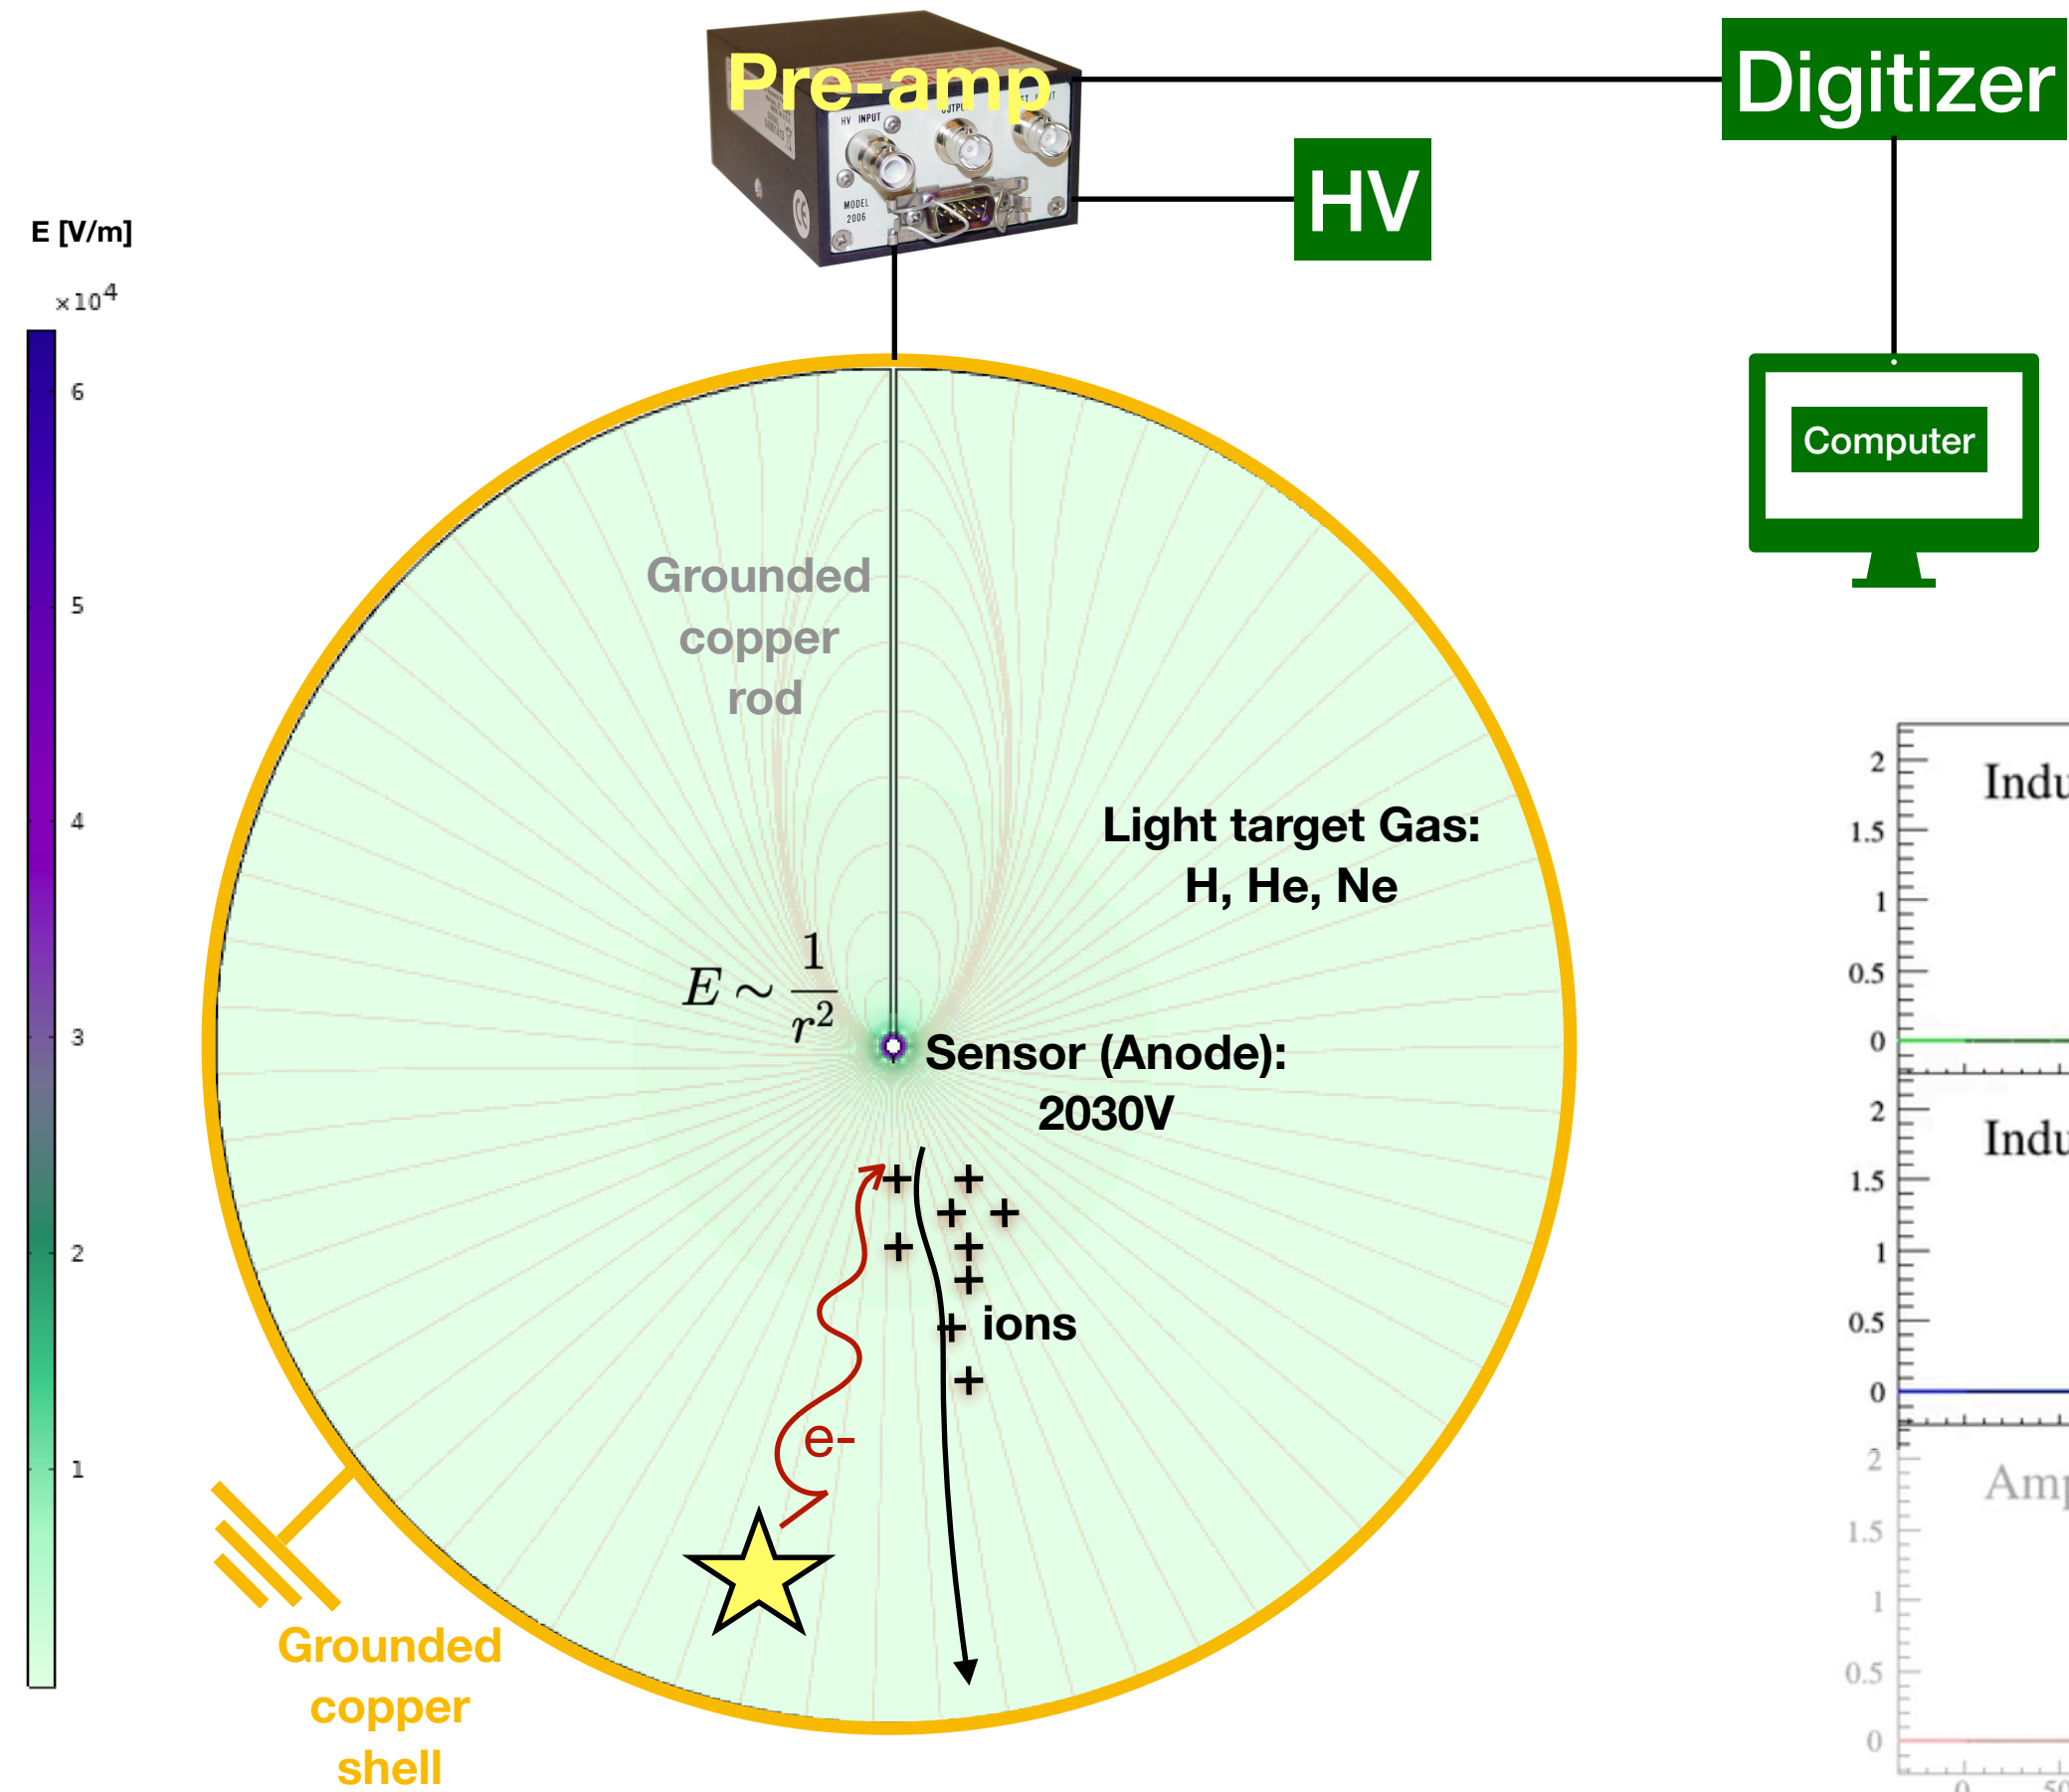 Pre-amp
HV INPUT
MODEL
2006
CE
Digitizer
HV
Computer
E [V/m]
×10⁴
6
5
4
3
2
1
Grounded
copper
rod
Light target Gas:
H, He, Ne
E ~ 1/r²
Sensor (Anode):
2030V
ions
e-
Grounded
copper
shell
2
1.5
1
0.5
0
2
1.5
1
0.5
0
2
1.5
1
0.5
0
0